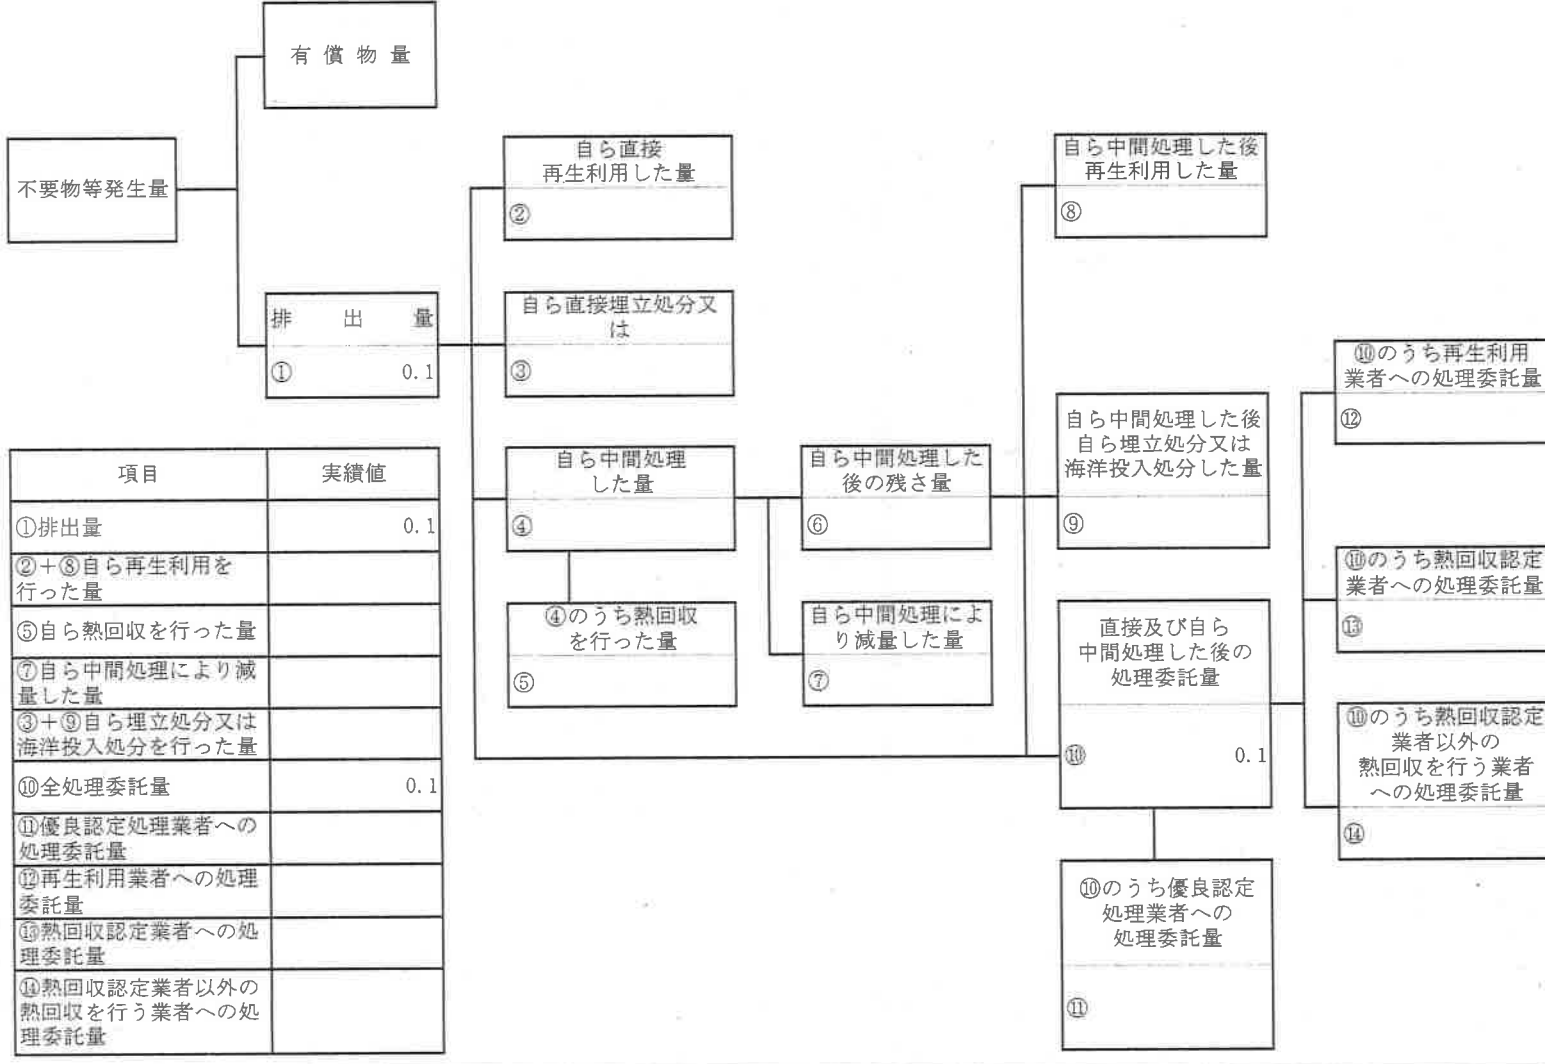 有償物量
不要物等発生量
排出量
① 0.1
自ら直接
再生利用した量
②
自ら直接埋立処分又
は
③
自ら中間処理
した量
④
④のうち熱回収
を行った量
⑤
自ら中間処理した
後の残さ量
⑥
自ら中間処理によ
り減量した量
⑦
自ら中間処理した後
再生利用した量
⑧
自ら中間処理した後
自ら埋立処分又は
海洋投入処分した量
⑨
直接及び自ら
中間処理した後の
処理委託量
⑩ 0.1
⑩のうち優良認定
処理業者への
処理委託量
⑪
⑩のうち再生利用
業者への処理委託量
⑫
⑩のうち熱回収認定
業者への処理委託量
⑬
⑩のうち熱回収認定
業者以外の
熱回収を行う業者
への処理委託量
⑭
項目 実績値
①排出量 0.1
②+⑧自ら再生利用を
行った量
⑤自ら熱回収を行った量
⑦自ら中間処理により減
量した量
③+⑨自ら埋立処分又は
海洋投入処分を行った量
⑩全処理委託量 0.1
⑪優良認定処理業者への
処理委託量
⑫再生利用業者への処理
委託量
⑬熱回収認定業者への処
理委託量
⑭熱回収認定業者以外の
熱回収を行う業者への処
理委託量